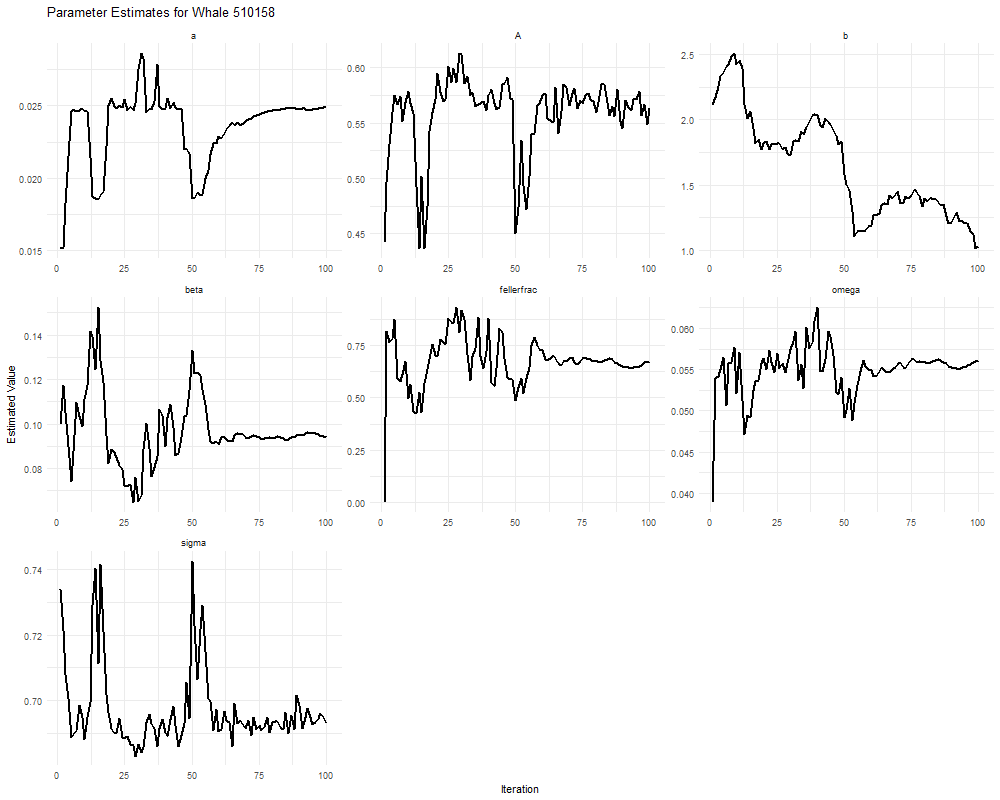 Parameter Estimates for Whale 510158
a
A
b
0.025
0.020
0.015
0 25 50 75 100
0.60
0.55
0.50
0.45
0 25 50 75 100
2.5
2.0
1.5
1.0
0 25 50 75 100
beta
fellerfrac
omega
0.14
0.12
0.10
0.08
0 25 50 75 100
0.75
0.50
0.25
0.00
0 25 50 75 100
0.060
0.055
0.050
0.045
0.040
0 25 50 75 100
Estimated Value
sigma
0.74
0.72
0.70
0 25 50 75 100
Iteration